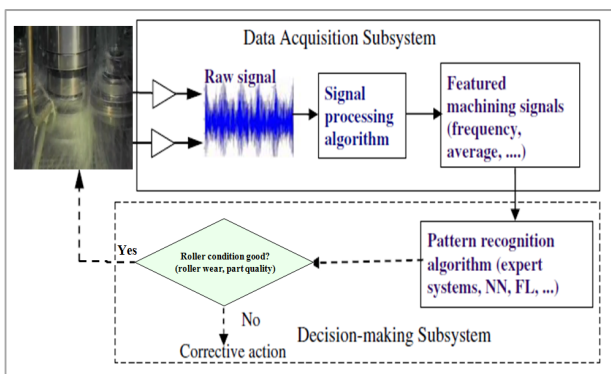 Data Acquisition Subsystem
Raw signal
Signal
processing
algorithm
Featured
machining signals
(frequency,
average, ....)
Pattern recognition
algorithm (expert
systems, NN, FL, ...)
Roller condition good?
(roller wear, part quality)
Yes
No
Corrective action
Decision-making Subsystem